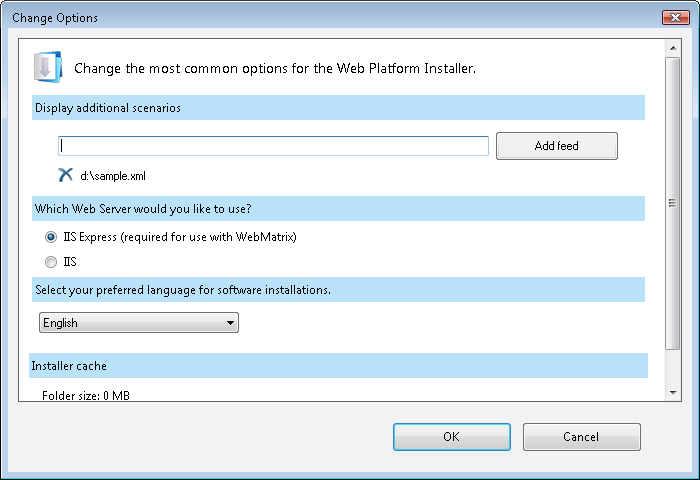 Change Options
Change the most common options for the Web Platform Installer.
Display additional scenarios
Add feed
d:\sample.xml
Which Web Server would you like to use?
IIS Express (required for use with WebMatrix)
IIS
Select your preferred language for software installations.
English
Installer cache
Folder size: 0 MB
OK
Cancel